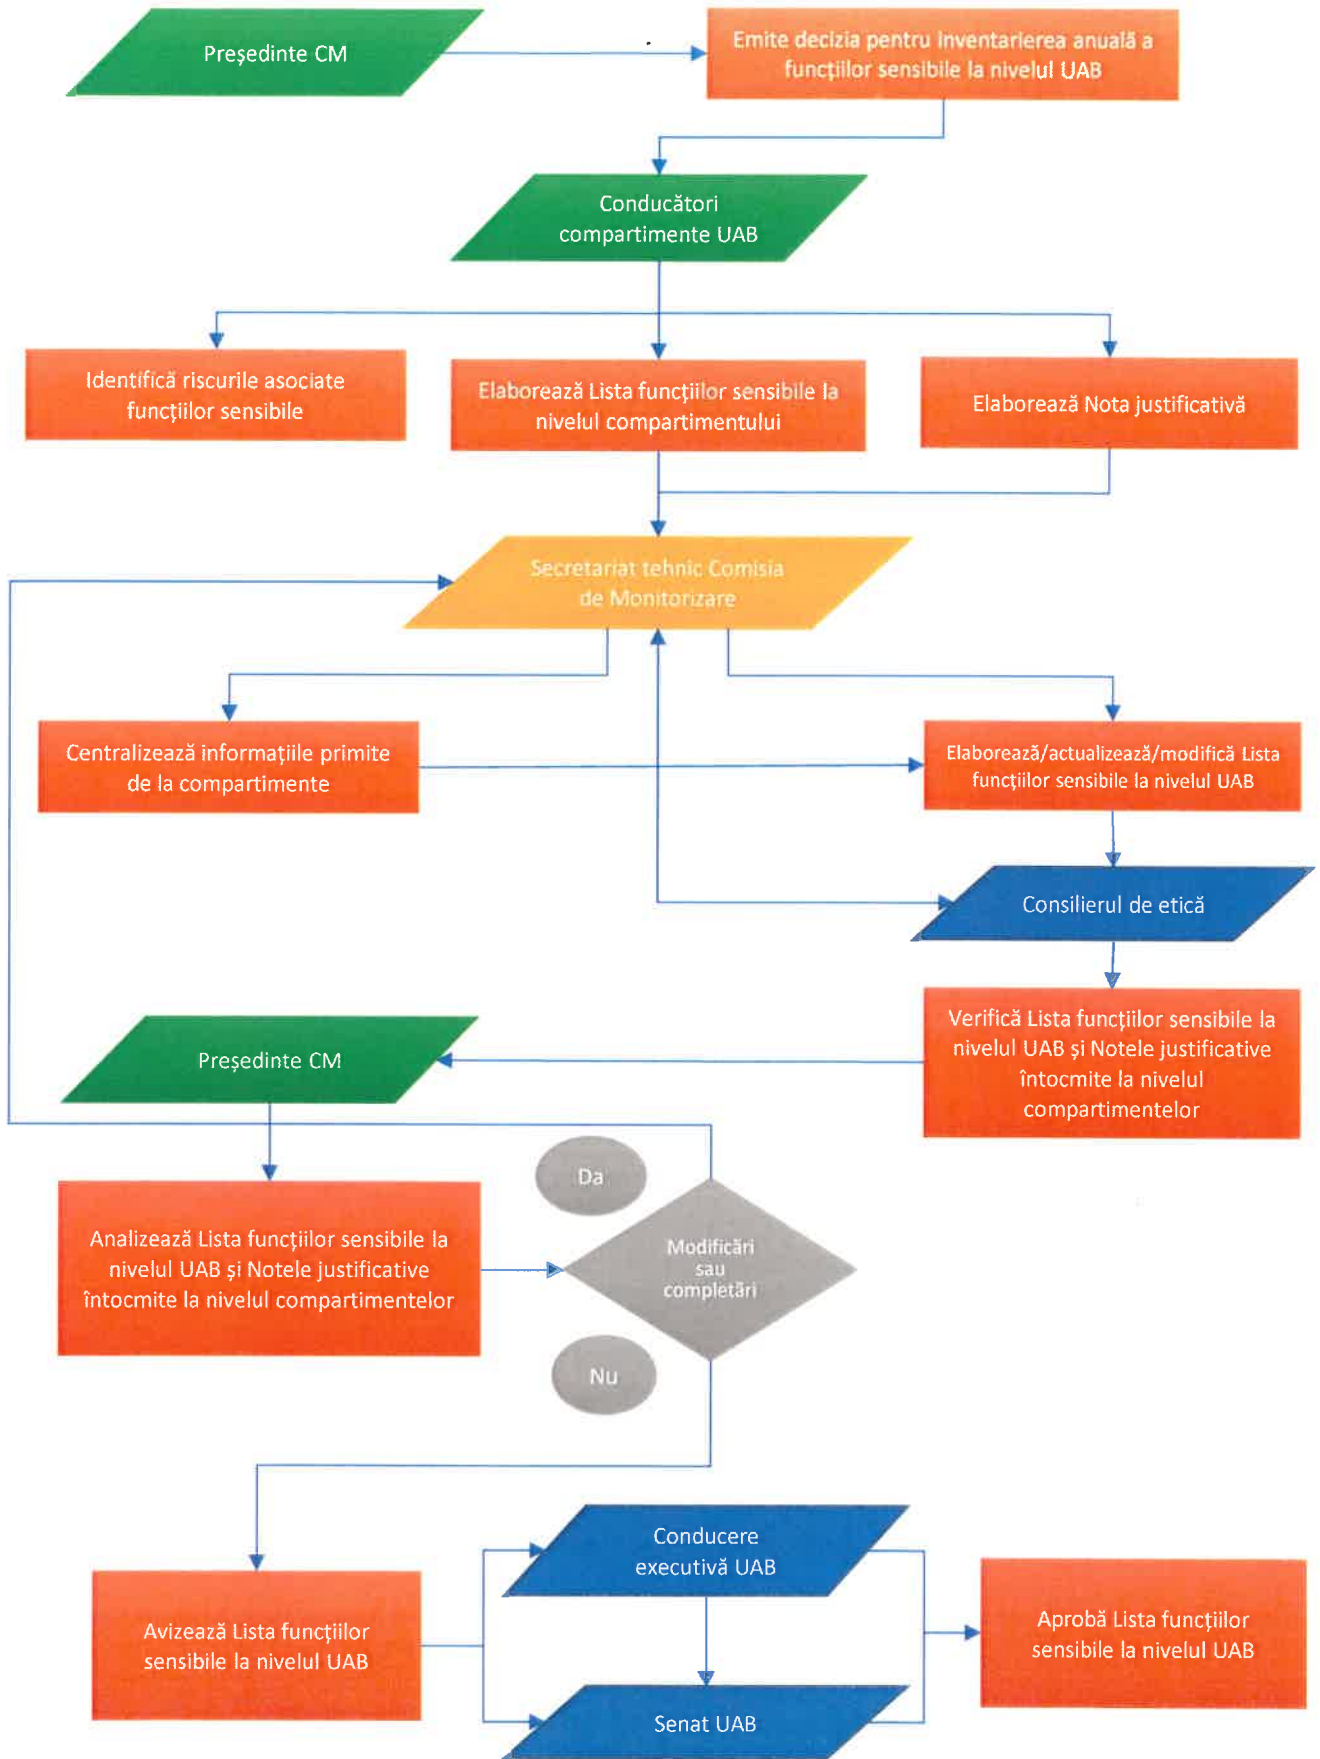 Președinte CM
Emite decizia pentru inventarierea anuală a
funcțiilor sensibile la nivelul UAB
Conducători
compartimente UAB
Identifică riscurile asociate
funcțiilor sensibile
Elaborează Lista funcțiilor sensibile la
nivelul compartimentului
Elaborează Nota justificativă
Secretariat tehnic Comisia
de Monitorizare
Centralizează informațiile primite
de la compartimente
Elaborează/actualizează/modifică Lista
funcțiilor sensibile la nivelul UAB
Consilierul de etică
Verifică Lista funcțiilor sensibile la
nivelul UAB și Notele justificative
întocmite la nivelul
compartimentelor
Președinte CM
Da
Analizează Lista funcțiilor sensibile la
nivelul UAB și Notele justificative
întocmite la nivelul compartimentelor
Modificări
sau
completări
Nu
Conducere
executivă UAB
Avizează Lista funcțiilor
sensibile la nivelul UAB
Aprobă Lista funcțiilor
sensibile la nivelul UAB
Senat UAB